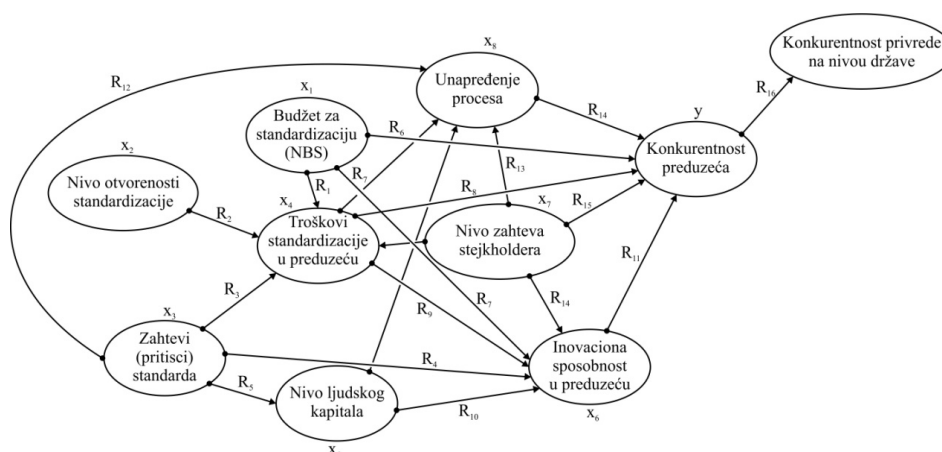 x₈
Konkurentnost privrede
na nivou države
R₁₂
Unapređenje
procesa
R₁₆
x₁
R₁₄
y
Budžet za
standardizaciju
(NBS)
R₆
Konkurentnost
preduzeća
x₂
R₁₃
Nivo otvorenosti
standardizacije
R₁
R₇
R₈
x₇
R₁₅
x₄
R₂
Troškovi
standardizacije
u preduzeću
Nivo zahteva
stejkholdera
R₁₁
R₃
R₇
R₁₄
R₉
x₃
Zahtevi
(pritisci)
standarda
R₄
Inovaciona
sposobnost
u preduzeću
R₅
Nivo ljudskog
kapitala
R₁₀
x₆